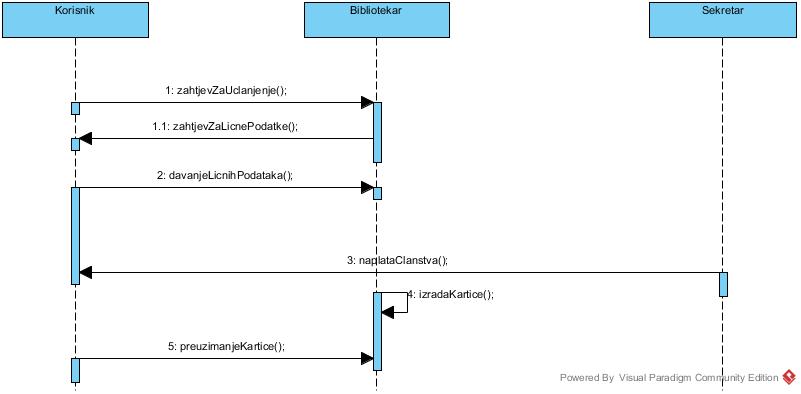 Korisnik
Bibliotekar
Sekretar
1: zahtjevZaUclanjenje();
1.1: zahtjevZaLicnePodatke();
2: davanjeLicnihPodataka();
3: naplataClanstva();
4: izradaKartice();
5: preuzimanjeKartice();
Powered By Visual Paradigm Community Edition